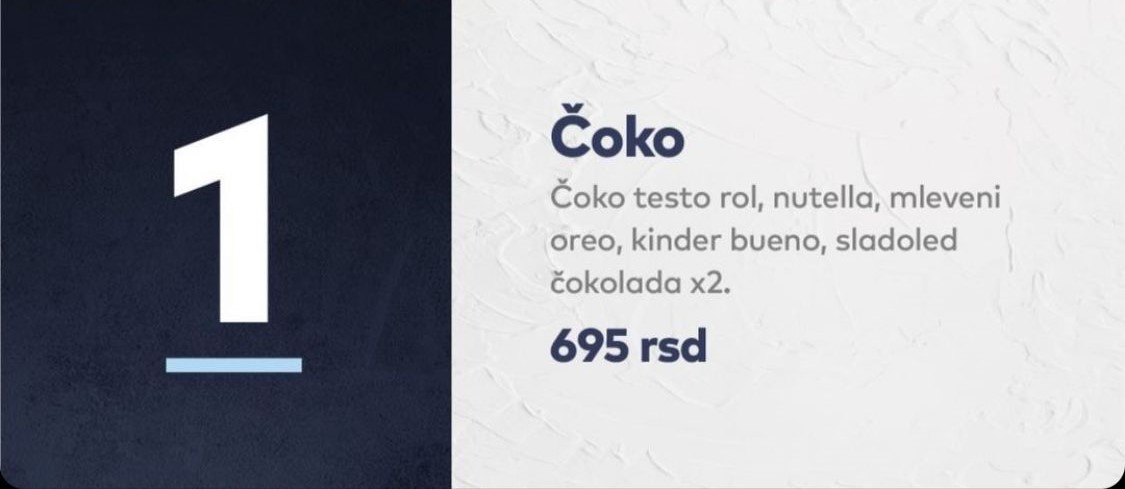 1
Čoko
Čoko testo rol, nutella, mleveni
oreo, kinder bueno, sladoled
čokolada x2.
695 rsd